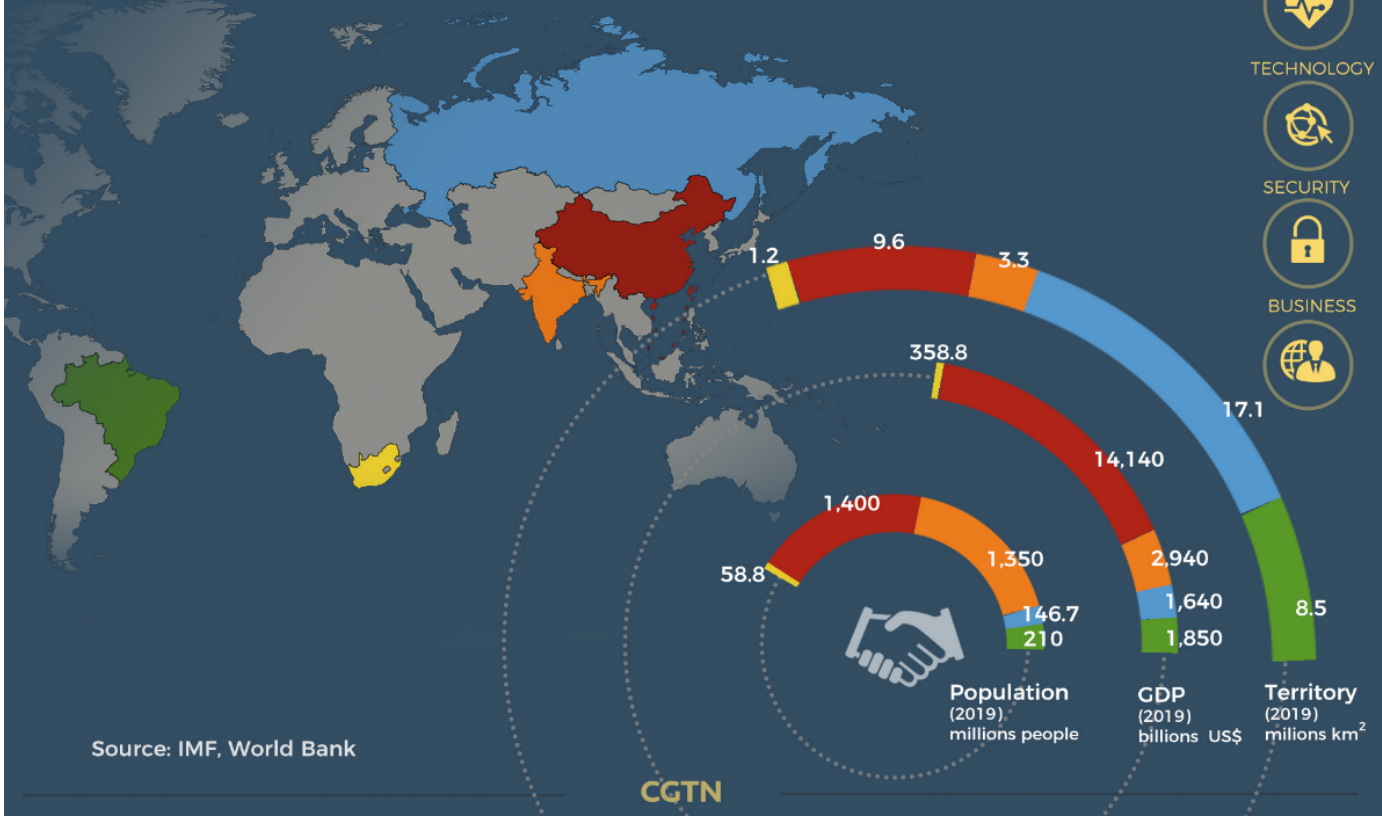 TECHNOLOGY
SECURITY
BUSINESS
1.2
9.6
3.3
17.1
8.5
358.8
14,140
2,940
1,640
1,850
58.8
1,400
1,350
146.7
210
Population
(2019)
millions people
GDP
(2019)
billions US$
Territory
(2019)
milions km²
Source: IMF, World Bank
CGTN